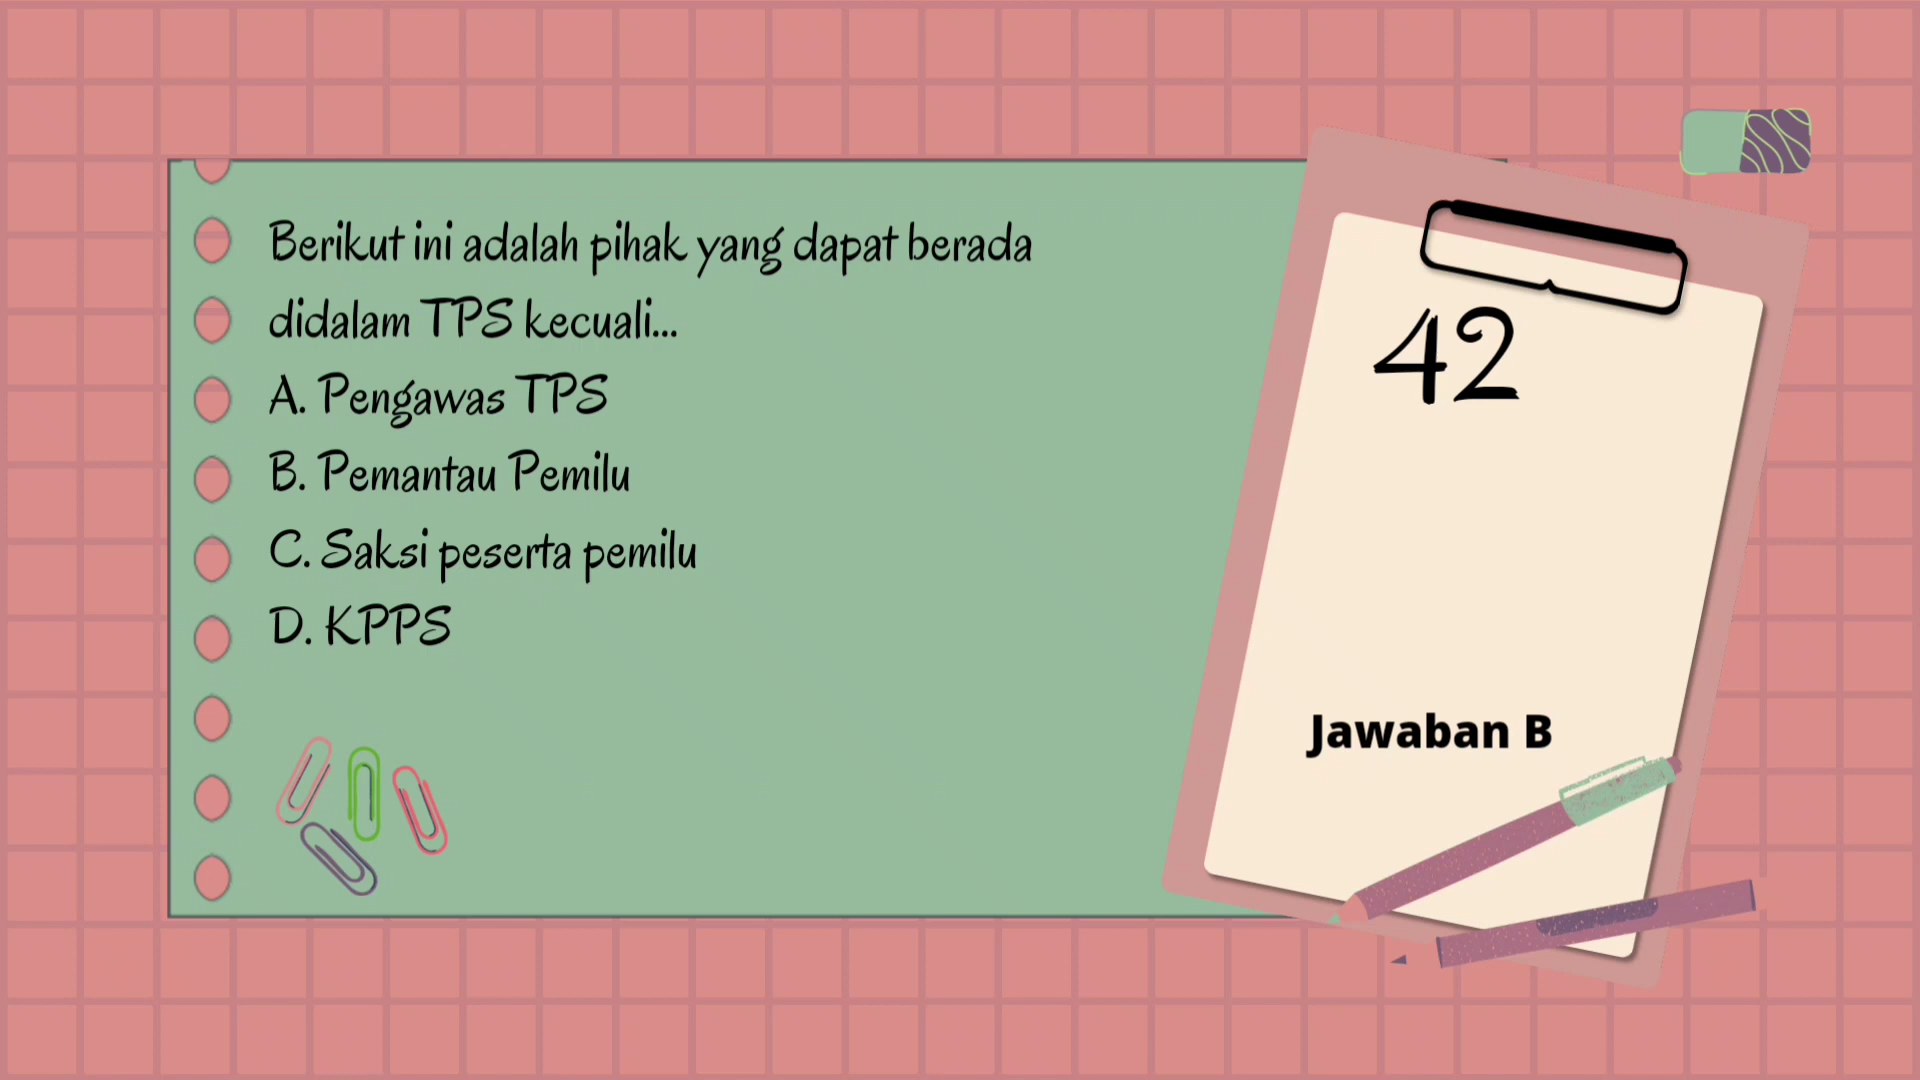 Berikut ini adalah pihak yang dapat berada
didalam TPS kecuali...
A. Pengawas TPS
B. Pemantau Pemilu
C. Saksi peserta pemilu
D. KPPS
42
Jawaban B